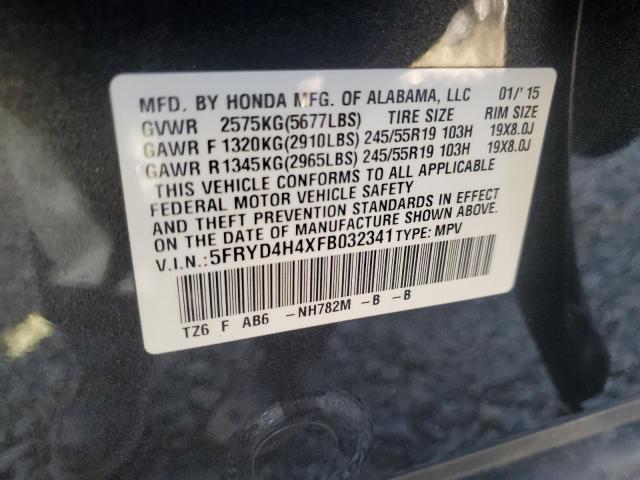 MFD. BY HONDA MFG. OF ALABAMA, LLC 01/'15
GVWR 2575KG(5677LBS) TIRE SIZE RIM SIZE
GAWR F 1320KG(2910LBS) 245/55R19 103H 19X8.0J
GAWR R 1345KG(2965LBS) 245/55R19 103H 19X8.0J
THIS VEHICLE CONFORMS TO ALL APPLICABLE
FEDERAL MOTOR VEHICLE SAFETY
AND THEFT PREVENTION STANDARDS IN EFFECT
ON THE DATE OF MANUFACTURE SHOWN ABOVE.
V.I.N.: 5FRYD4H4XFB032341 TYPE: MPV
TZ6 F AB6 -NH782M -B -B